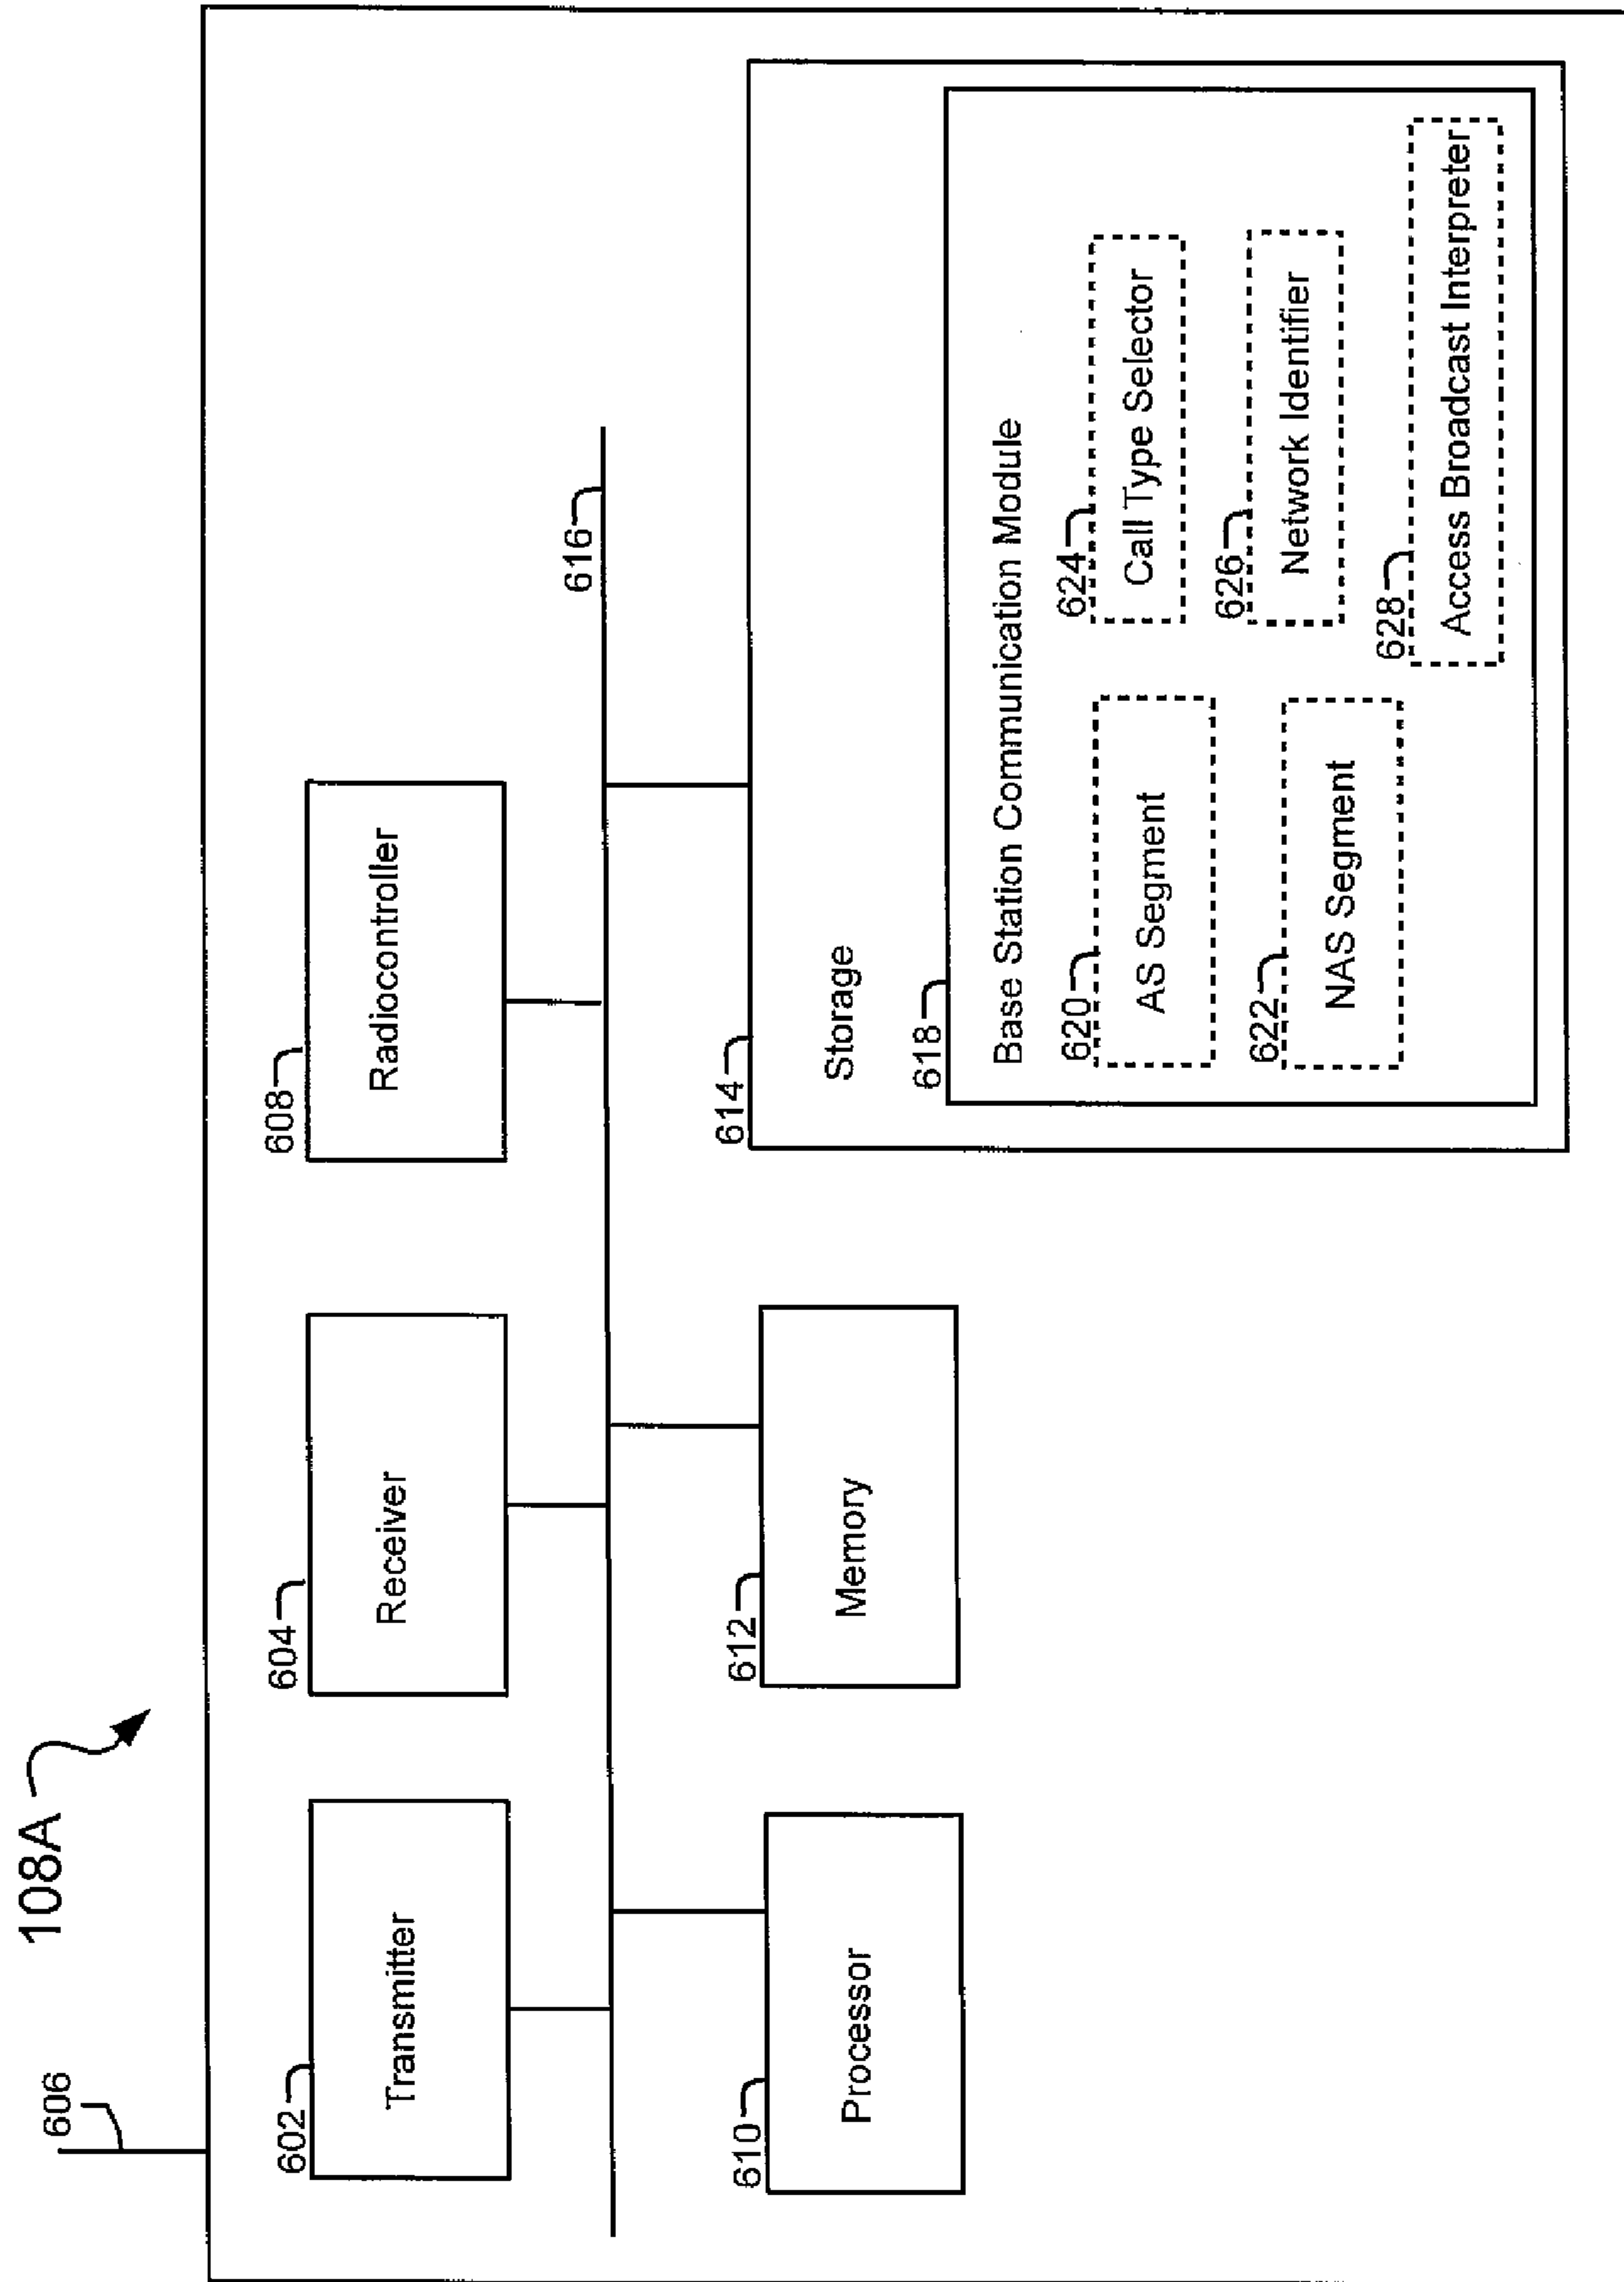 108A
606
602
Transmitter
604
Receiver
608
Radiocontroller
616
610
Processor
612
Memory
614
Storage
618
Base Station Communication Module
620
AS Segment
624
Call Type Selector
622
NAS Segment
626
Network Identifier
628
Access Broadcast Interpreter